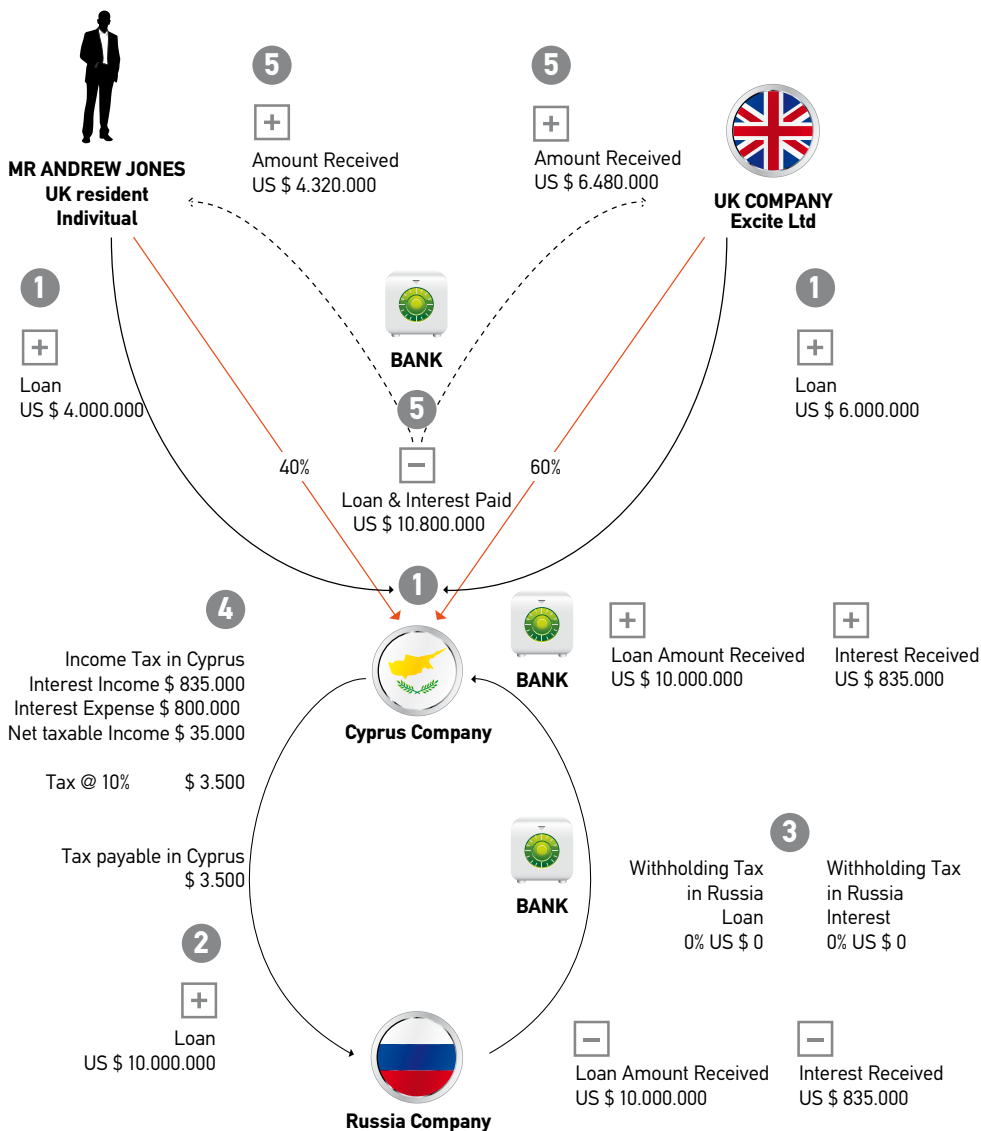 5
5
Amount Received
US $ 4.320.000
Amount Received
US $ 6.480.000
MR ANDREW JONES
UK resident
Indivitual
UK COMPANY
Excite Ltd
1
1
Loan
US $ 4.000.000
BANK
Loan
US $ 6.000.000
5
40%
60%
Loan & Interest Paid
US $ 10.800.000
1
4
Income Tax in Cyprus
Interest Income $ 835.000
Interest Expense $ 800.000
Net taxable Income $ 35.000
Tax @ 10% $ 3.500
Tax payable in Cyprus
$ 3.500
Cyprus Company
BANK
Loan Amount Received
US $ 10.000.000
Interest Received
US $ 835.000
BANK
3
Withholding Tax
in Russia
Loan
0% US $ 0
Withholding Tax
in Russia
Interest
0% US $ 0
2
Loan
US $ 10.000.000
Russia Company
Loan Amount Received
US $ 10.000.000
Interest Received
US $ 835.000